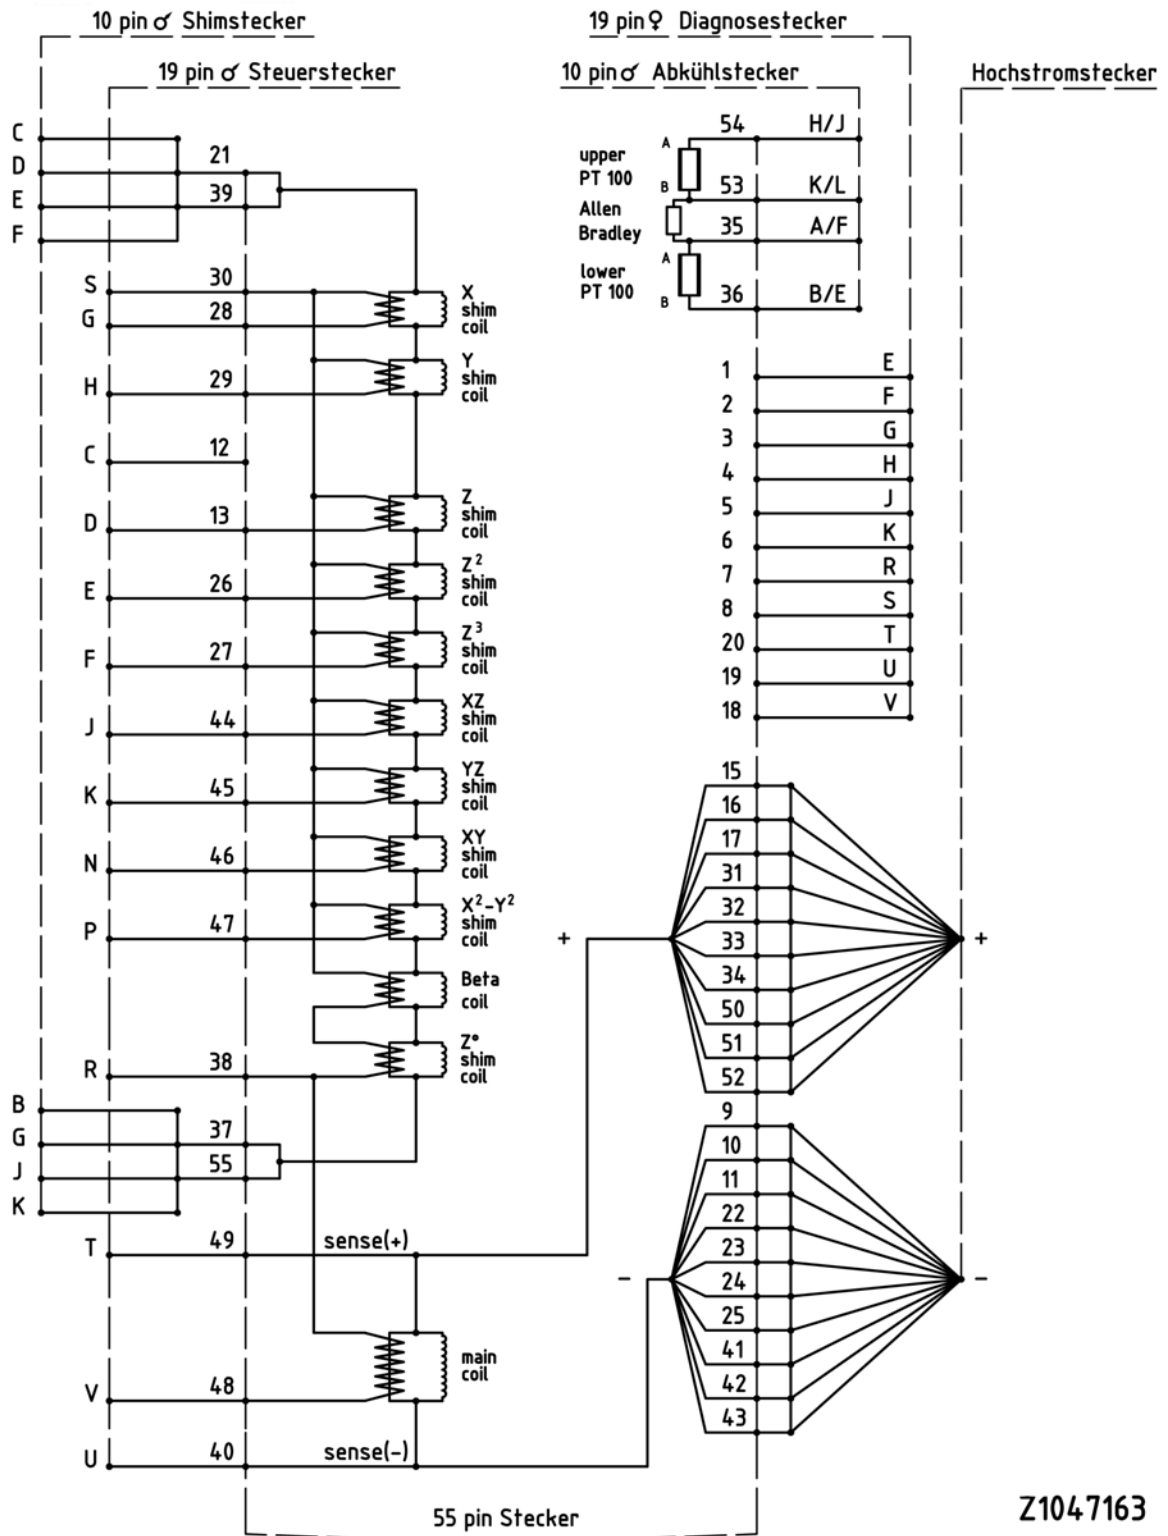 10 pin ♂ Shimstecker
19 pin ♀ Diagnosestecker
19 pin ♂ Steuerstecker
10 pin ♂ Abkühlstecker
Hochstromstecker
C
D 21
E 39
F
S 30
G 28
X
shim
coil
H 29
Y
shim
coil
C 12
D 13
Z
shim
coil
E 26
Z²
shim
coil
F 27
Z³
shim
coil
J 44
XZ
shim
coil
K 45
YZ
shim
coil
N 46
XY
shim
coil
P 47
X²-Y²
shim
coil
Beta
coil
R 38
Z°
shim
coil
B
G 37
J 55
K
T 49 sense(+)
main
coil
V 48
U 40 sense(-)
upper
PT 100
A
B
Allen
Bradley
lower
PT 100
A
B
54 H/J
53 K/L
35 A/F
36 B/E
1 E
2 F
3 G
4 H
5 J
6 K
7 R
8 S
20 T
19 U
18 V
15
16
17
31
32
+ 33 +
34
50
51
52
9
10
11
22
23
- 24 -
25
41
42
43
55 pin Stecker
Z1047163